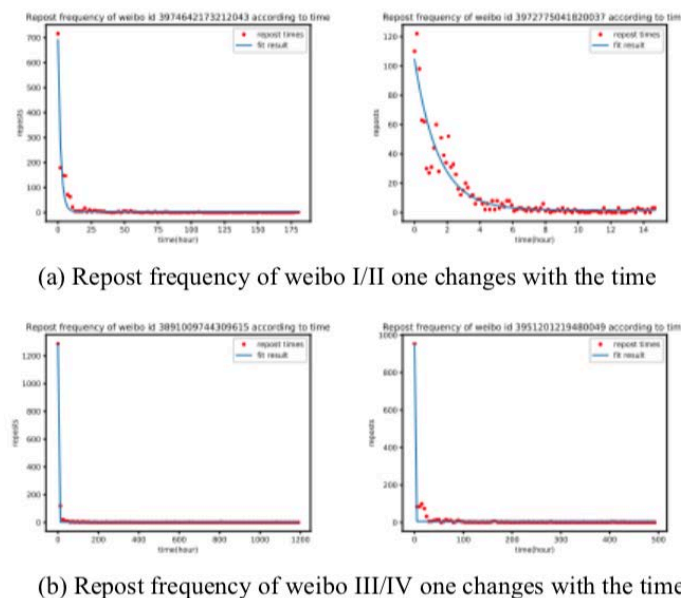 Repost frequency of weibo id 3974642173212043 according to time
700
600
500
400
300
200
100
0
reposts
0 25 50 75 100 125 150 175
time(hour)
repost times
fit result
Repost frequency of weibo id 3972775041820037 according to time
120
100
80
60
40
20
0
reposts
0 2 4 6 8 10 12 14
time(hour)
repost times
fit result
(a) Repost frequency of weibo I/II one changes with the time
Repost frequency of weibo id 3891009744309615 according to time
1200
1000
800
600
400
200
0
reposts
0 200 400 600 800 1000 1200
time(hour)
repost times
fit result
Repost frequency of weibo id 3951201219480049 according to time
1000
800
600
400
200
0
reposts
0 100 200 300 400 500
time(hour)
repost times
fit result
(b) Repost frequency of weibo III/IV one changes with the time